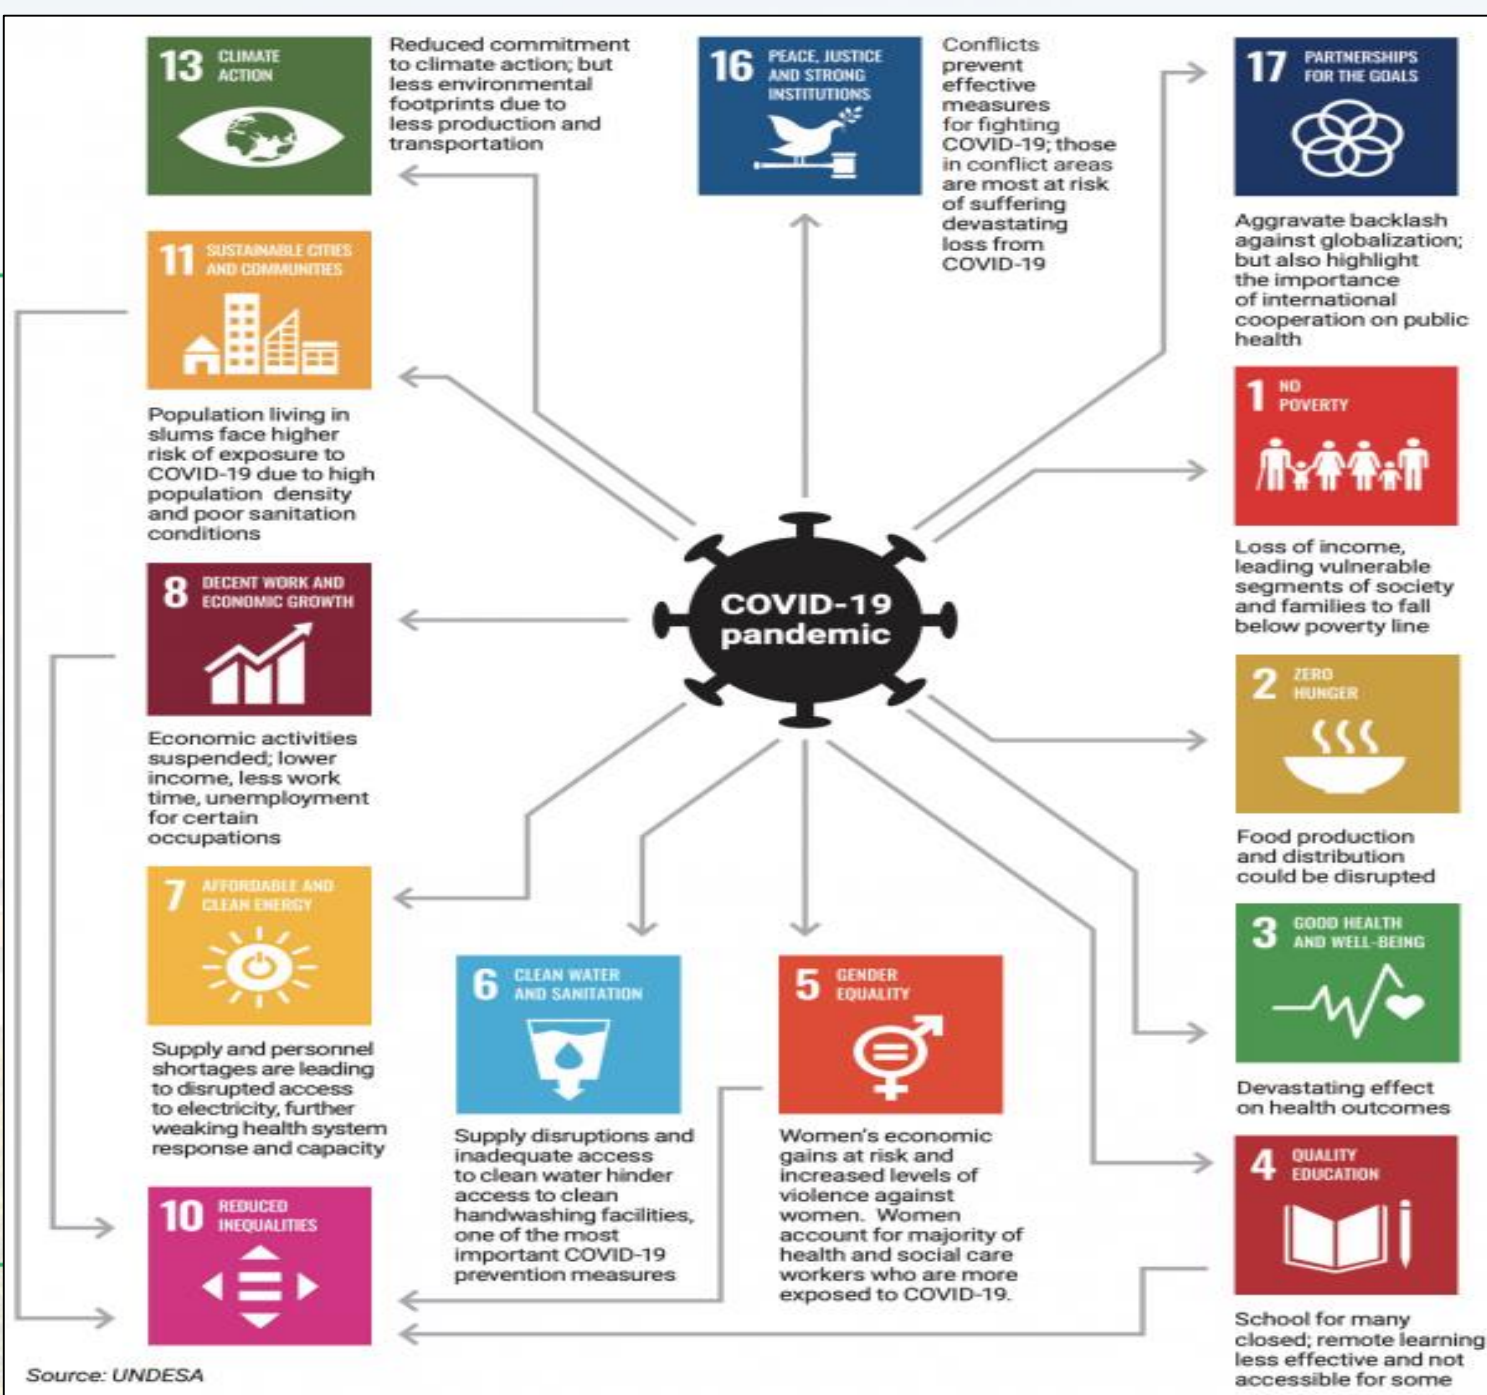 13 CLIMATE
ACTION
Reduced commitment
to climate action; but
less environmental
footprints due to
less production and
transportation
16 PEACE, JUSTICE
AND STRONG
INSTITUTIONS
Conflicts
prevent
effective
measures
for fighting
COVID-19; those
in conflict areas
are most at risk
of suffering
devastating
loss from
COVID-19
17 PARTNERSHIPS
FOR THE GOALS
Aggravate backlash
against globalization;
but also highlight
the importance
of international
cooperation on public
health
11 SUSTAINABLE CITIES
AND COMMUNITIES
Population living in
slums face higher
risk of exposure to
COVID-19 due to high
population density
and poor sanitation
conditions
1 NO
POVERTY
Loss of income,
leading vulnerable
segments of society
and families to fall
below poverty line
8 DECENT WORK AND
ECONOMIC GROWTH
Economic activities
suspended; lower
income, less work
time, unemployment
for certain
occupations
COVID-19
pandemic
2 ZERO
HUNGER
Food production
and distribution
could be disrupted
7 AFFORDABLE AND
CLEAN ENERGY
Supply and personnel
shortages are leading
to disrupted access
to electricity, further
weaking health system
response and capacity
6 CLEAN WATER
AND SANITATION
Supply disruptions and
inadequate access
to clean water hinder
access to clean
handwashing facilities,
one of the most
important COVID-19
prevention measures
5 GENDER
EQUALITY
Women's economic
gains at risk and
increased levels of
violence against
women. Women
account for majority of
health and social care
workers who are more
exposed to COVID-19.
3 GOOD HEALTH
AND WELL-BEING
Devastating effect
on health outcomes
4 QUALITY
EDUCATION
School for many
closed; remote learning
less effective and not
accessible for some
10 REDUCED
INEQUALITIES
Source: UNDESA